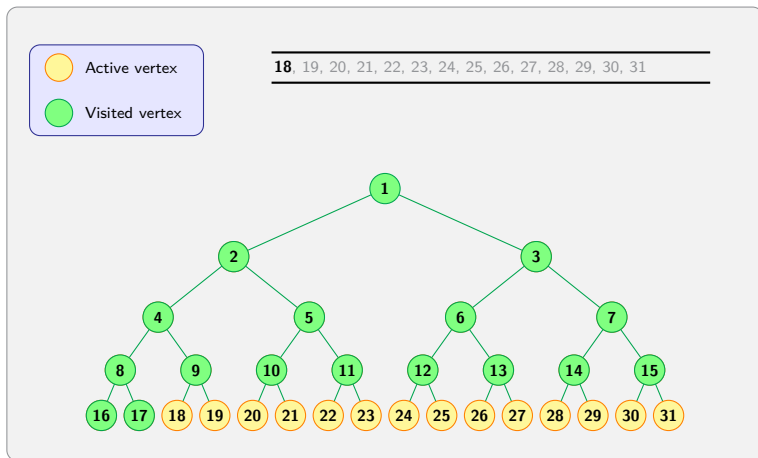 Active vertex
Visited vertex
18, 19, 20, 21, 22, 23, 24, 25, 26, 27, 28, 29, 30, 31
1
2 3
4 5 6 7
8 9 10 11 12 13 14 15
16 17 18 19 20 21 22 23 24 25 26 27 28 29 30 31